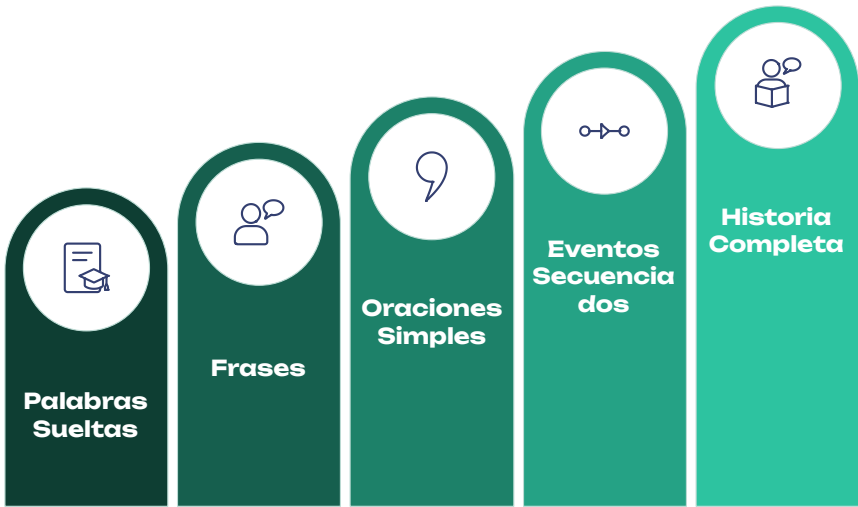 Palabras
Sueltas
Frases
Oraciones
Simples
Eventos
Secuencia
dos
Historia
Completa